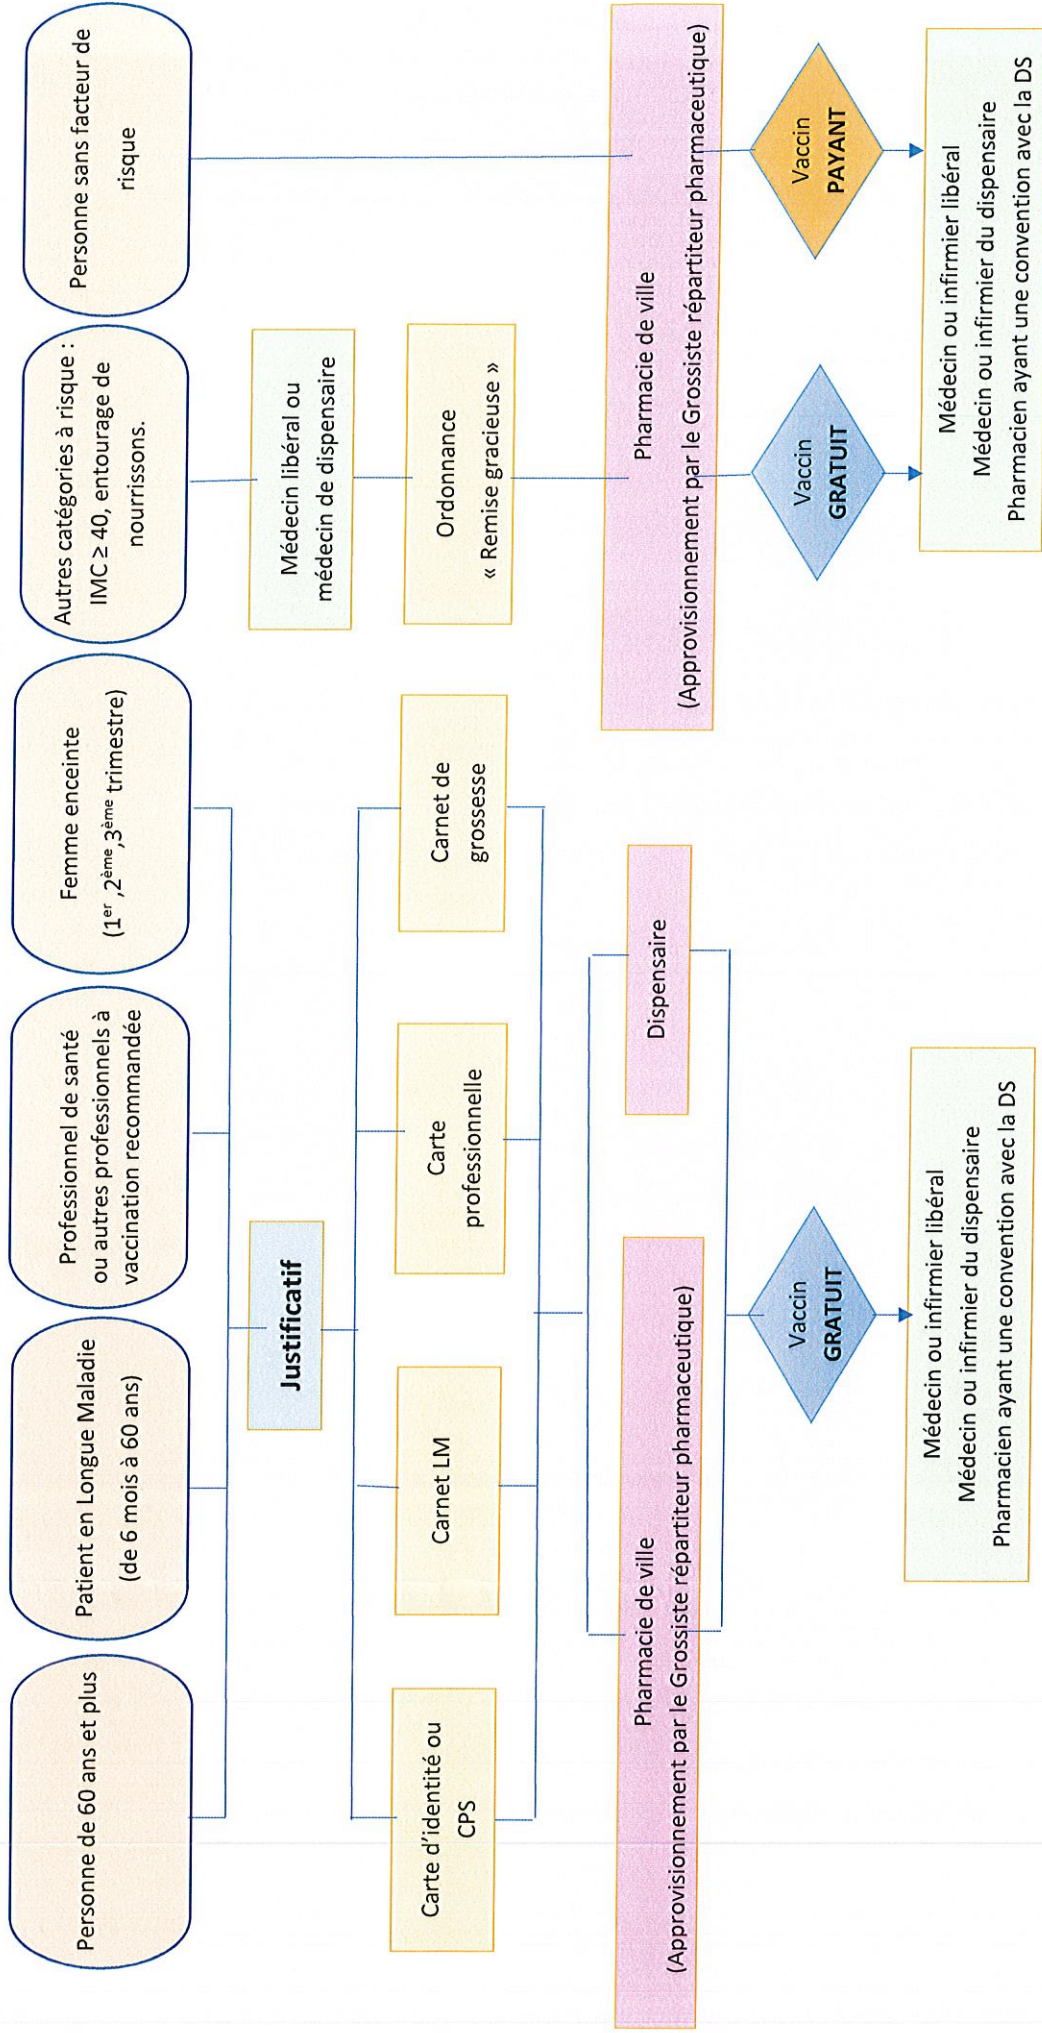 Personne de 60 ans et plus
Patient en Longue Maladie
(de 6 mois à 60 ans)
Professionnel de santé
ou autres professionnels à
vaccination recommandée
Femme enceinte
(1er ,2ème ,3ème trimestre)
Autres catégories à risque :
IMC ≥ 40, entourage de
nourrissons.
Personne sans facteur de
risque
Justificatif
Médecin libéral ou
médecin de dispensaire
Carte d'identité ou
CPS
Carnet LM
Carte
professionnelle
Carnet de
grossesse
Ordonnance
« Remise gracieuse »
Pharmacie de ville
(Approvisionnement par le Grossiste répartiteur pharmaceutique)
Dispensaire
Pharmacie de ville
(Approvisionnement par le Grossiste répartiteur pharmaceutique)
Vaccin
GRATUIT
Vaccin
GRATUIT
Vaccin
PAYANT
Médecin ou infirmier libéral
Médecin ou infirmier du dispensaire
Pharmacien ayant une convention avec la DS
Médecin ou infirmier libéral
Médecin ou infirmier du dispensaire
Pharmacien ayant une convention avec la DS